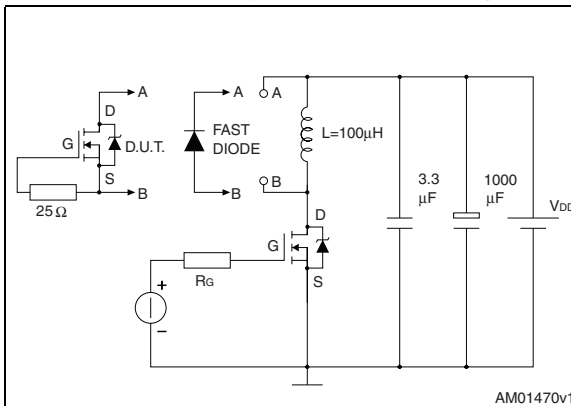 A
A
A
D
G
D.U.T.
S
B
25Ω
FAST
DIODE
B
B
L=100µH
3.3
µF
1000
µF
VDD
D
G
S
RG
+
–
AM01470v1